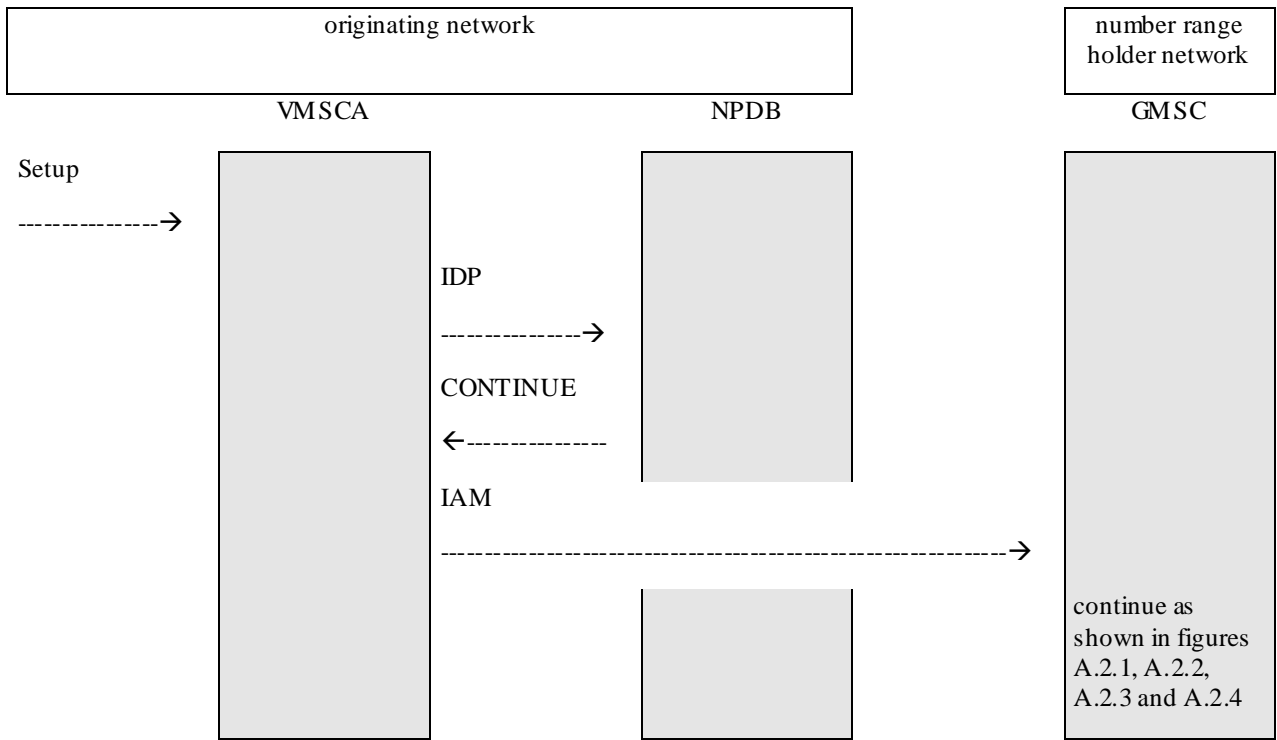 originating network
number range
holder network
VMSCA
NPDB
GMSC
Setup
----------------→
IDP
----------------→
CONTINUE
←----------------
IAM
----------------------------------------------------------------→
continue as
shown in figures
A.2.1, A.2.2,
A.2.3 and A.2.4